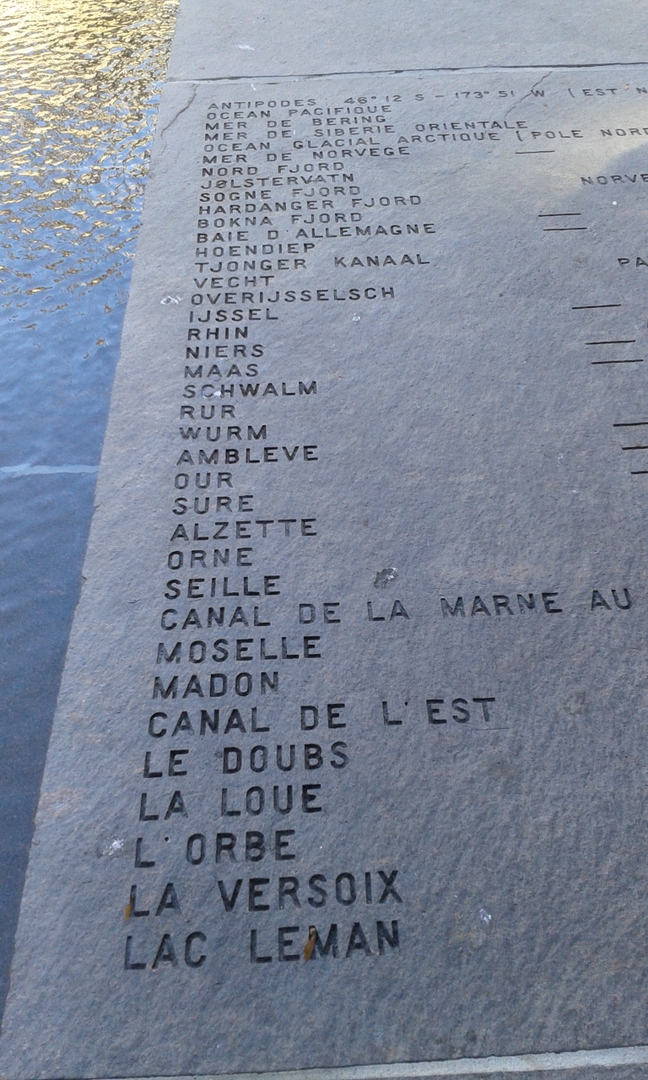 ANTIPODES 46° 12 S - 173° 51 W (EST N
OCEAN PACIFIQUE
MER DE BERING
MER DE SIBERIE ORIENTALE
OCEAN GLACIAL ARCTIQUE (POLE NORD
MER DE NORVEGE
NORD FJORD
JØLSTERVATN NORVE
SOGNE FJORD
HARDANGER FJORD
BOKNA FJORD
BAIE D'ALLEMAGNE
HOENDIEP
TJONGER KANAAL PA
VECHT
OVERIJSSELSCH
IJSSEL
RHIN
NIERS
MAAS
SCHWALM
RUR
WURM
AMBLEVE
OUR
SURE
ALZETTE
ORNE
SEILLE
CANAL DE LA MARNE AU
MOSELLE
MADON
CANAL DE L'EST
LE DOUBS
LA LOUE
L'ORBE
LA VERSOIX
LAC LEMAN